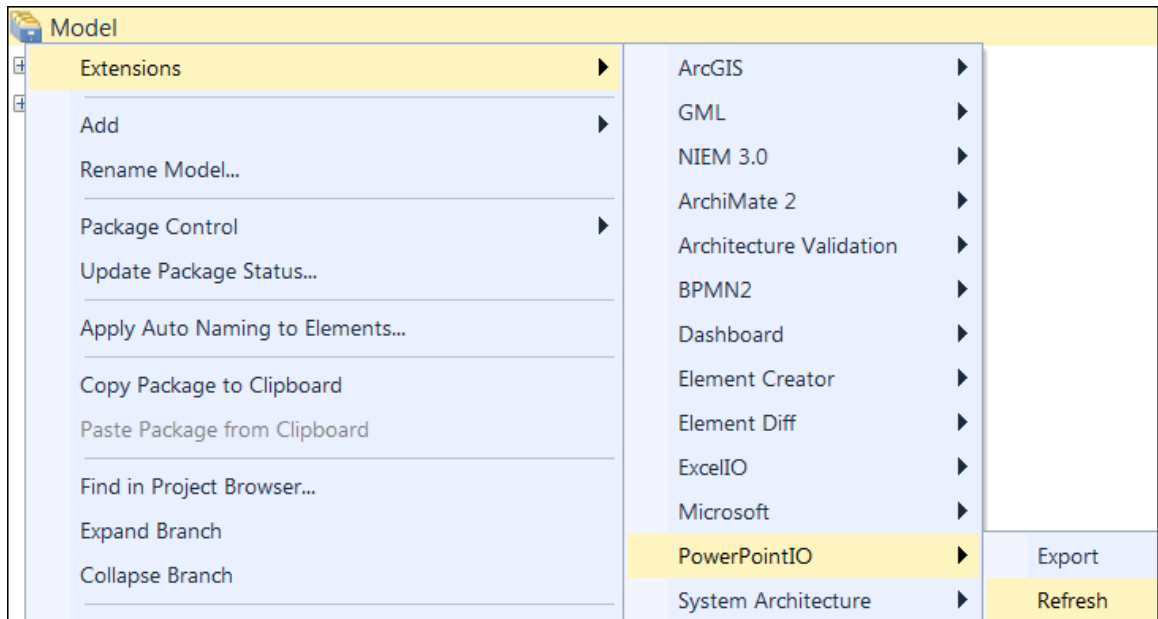 Model
Extensions
Add
Rename Model...
Package Control
Update Package Status...
Apply Auto Naming to Elements...
Copy Package to Clipboard
Paste Package from Clipboard
Find in Project Browser...
Expand Branch
Collapse Branch
ArcGIS
GML
NIEM 3.0
ArchiMate 2
Architecture Validation
BPMN2
Dashboard
Element Creator
Element Diff
ExcelIO
Microsoft
PowerPointIO
System Architecture
Export
Refresh